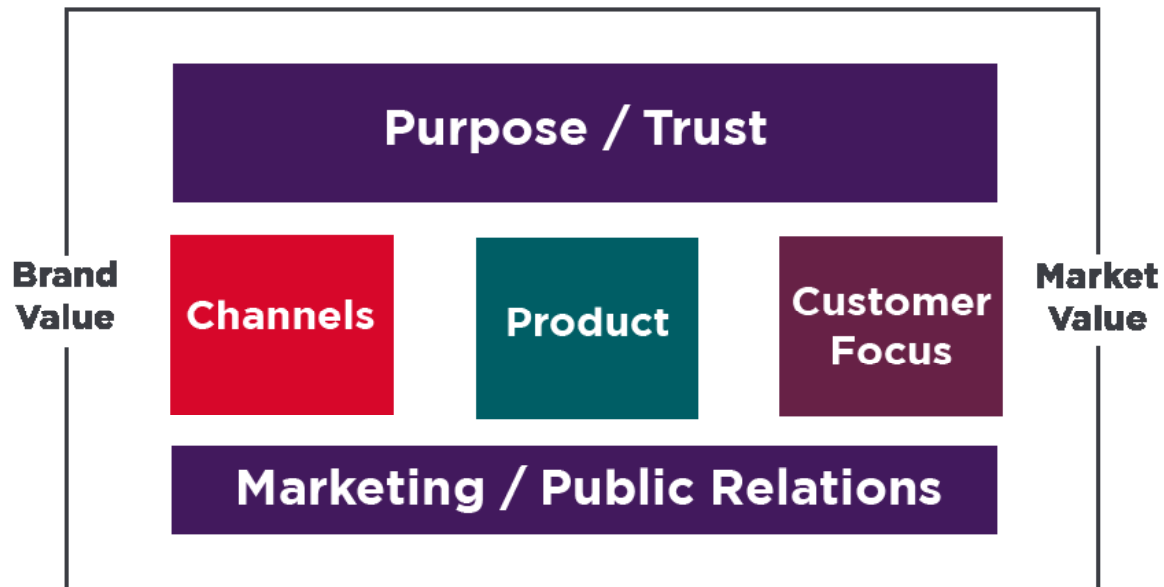 Purpose / Trust
Brand
Value
Channels
Product
Customer
Focus
Market
Value
Marketing / Public Relations